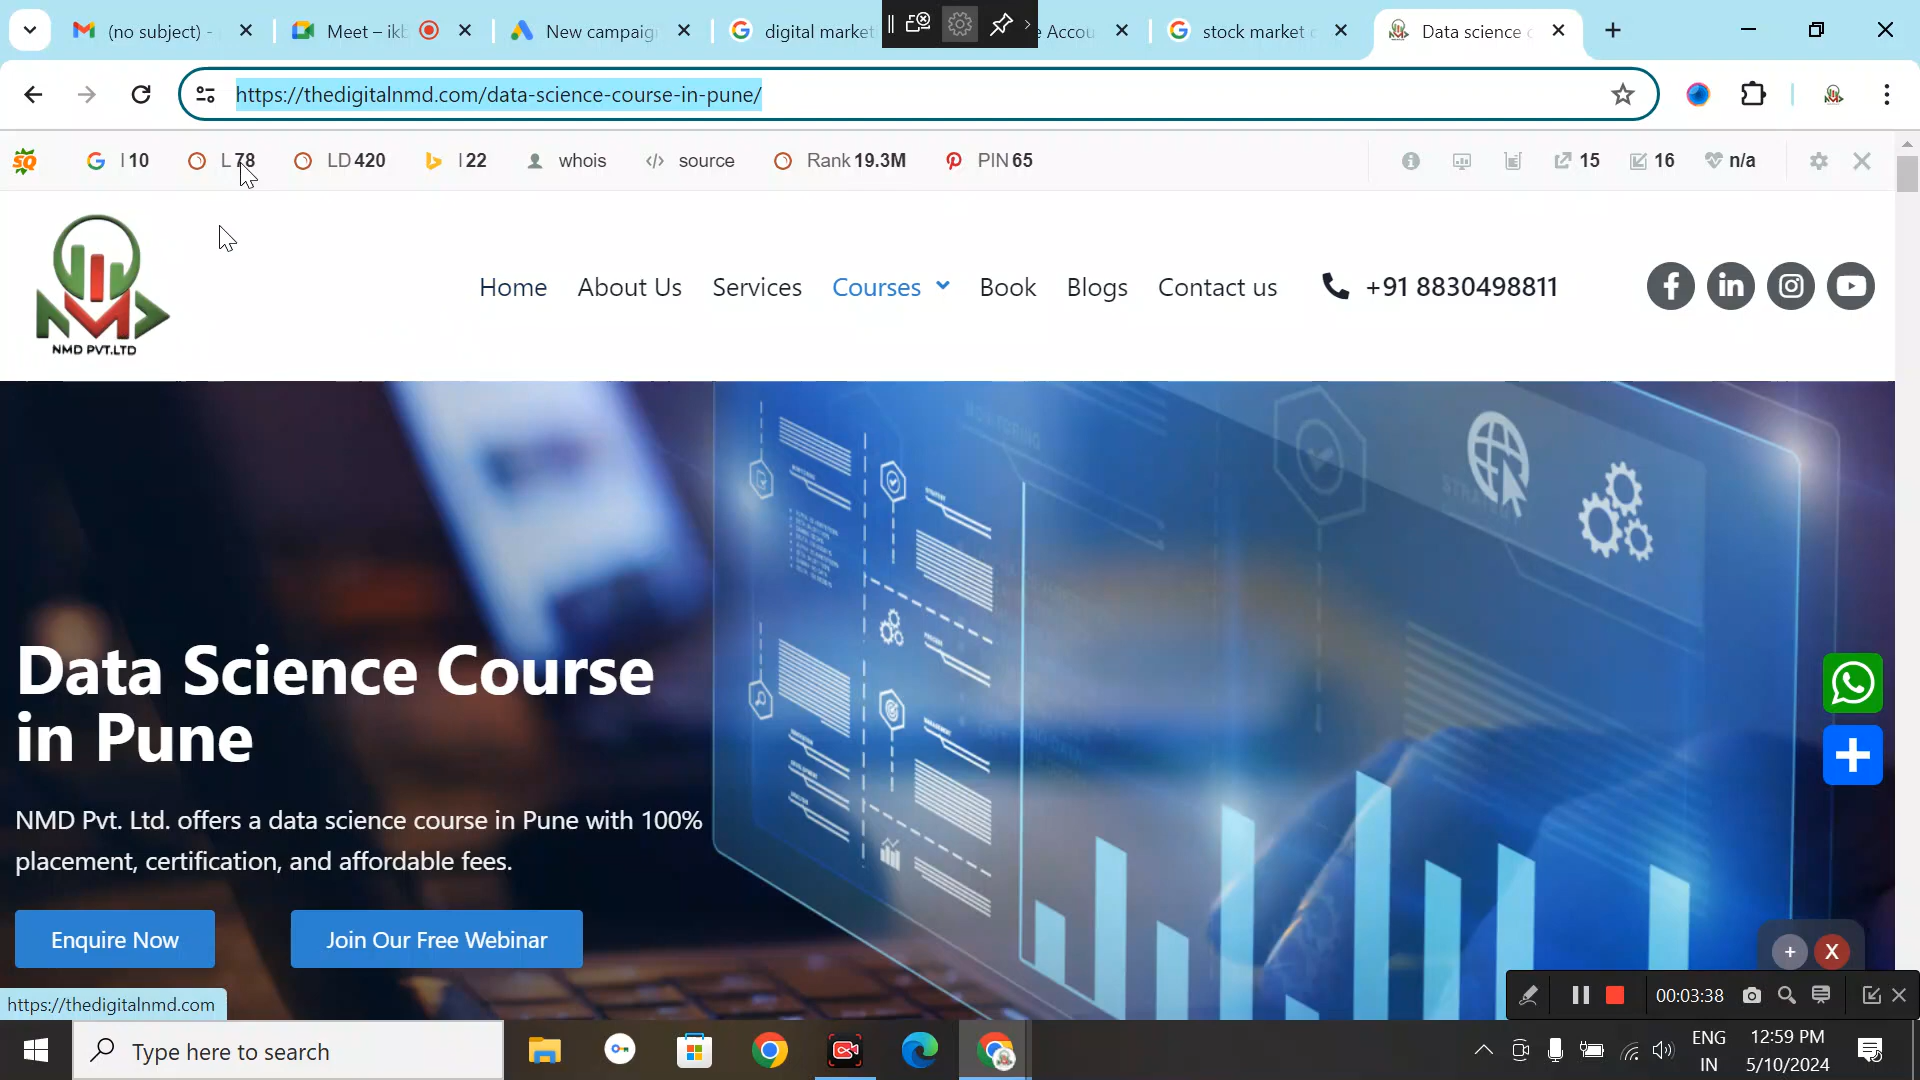 (no subject) -
Meet – ikb
New campaign
digital market
e Accou
stock market c
Data science c
https://thedigitalnmd.com/data-science-course-in-pune/
I 10
L 78
LD 420
I 22
whois
source
Rank 19.3M
PIN 65
15
16
n/a
NMD PVT.LTD
Home
About Us
Services
Courses
Book
Blogs
Contact us
+91 8830498811
Data Science Course
in Pune
NMD Pvt. Ltd. offers a data science course in Pune with 100%
placement, certification, and affordable fees.
Enquire Now
Join Our Free Webinar
https://thedigitalnmd.com
00:03:38
Type here to search
ENG
IN
12:59 PM
5/10/2024